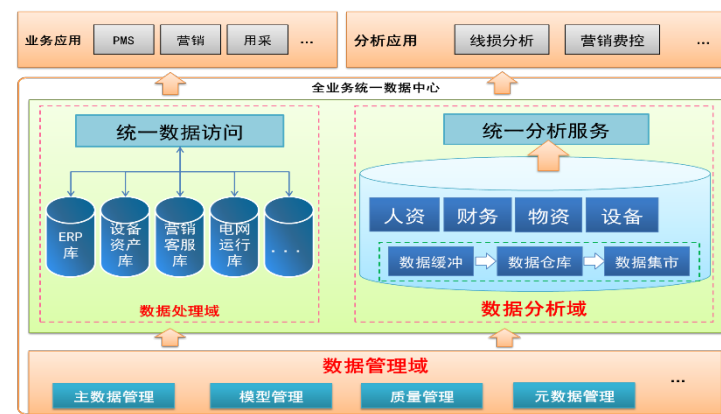 业务应用 PMS 营销 用采 ...
分析应用 线损分析 营销费控 ...
全业务统一数据中心
统一数据访问
ERP
库
设备
资产
库
营销
客服
库
电网
运行
库
...
数据处理域
统一分析服务
人资 财务 物资 设备
数据缓冲 数据仓库 数据集市
数据分析域
数据管理域
...
主数据管理 模型管理 质量管理 元数据管理